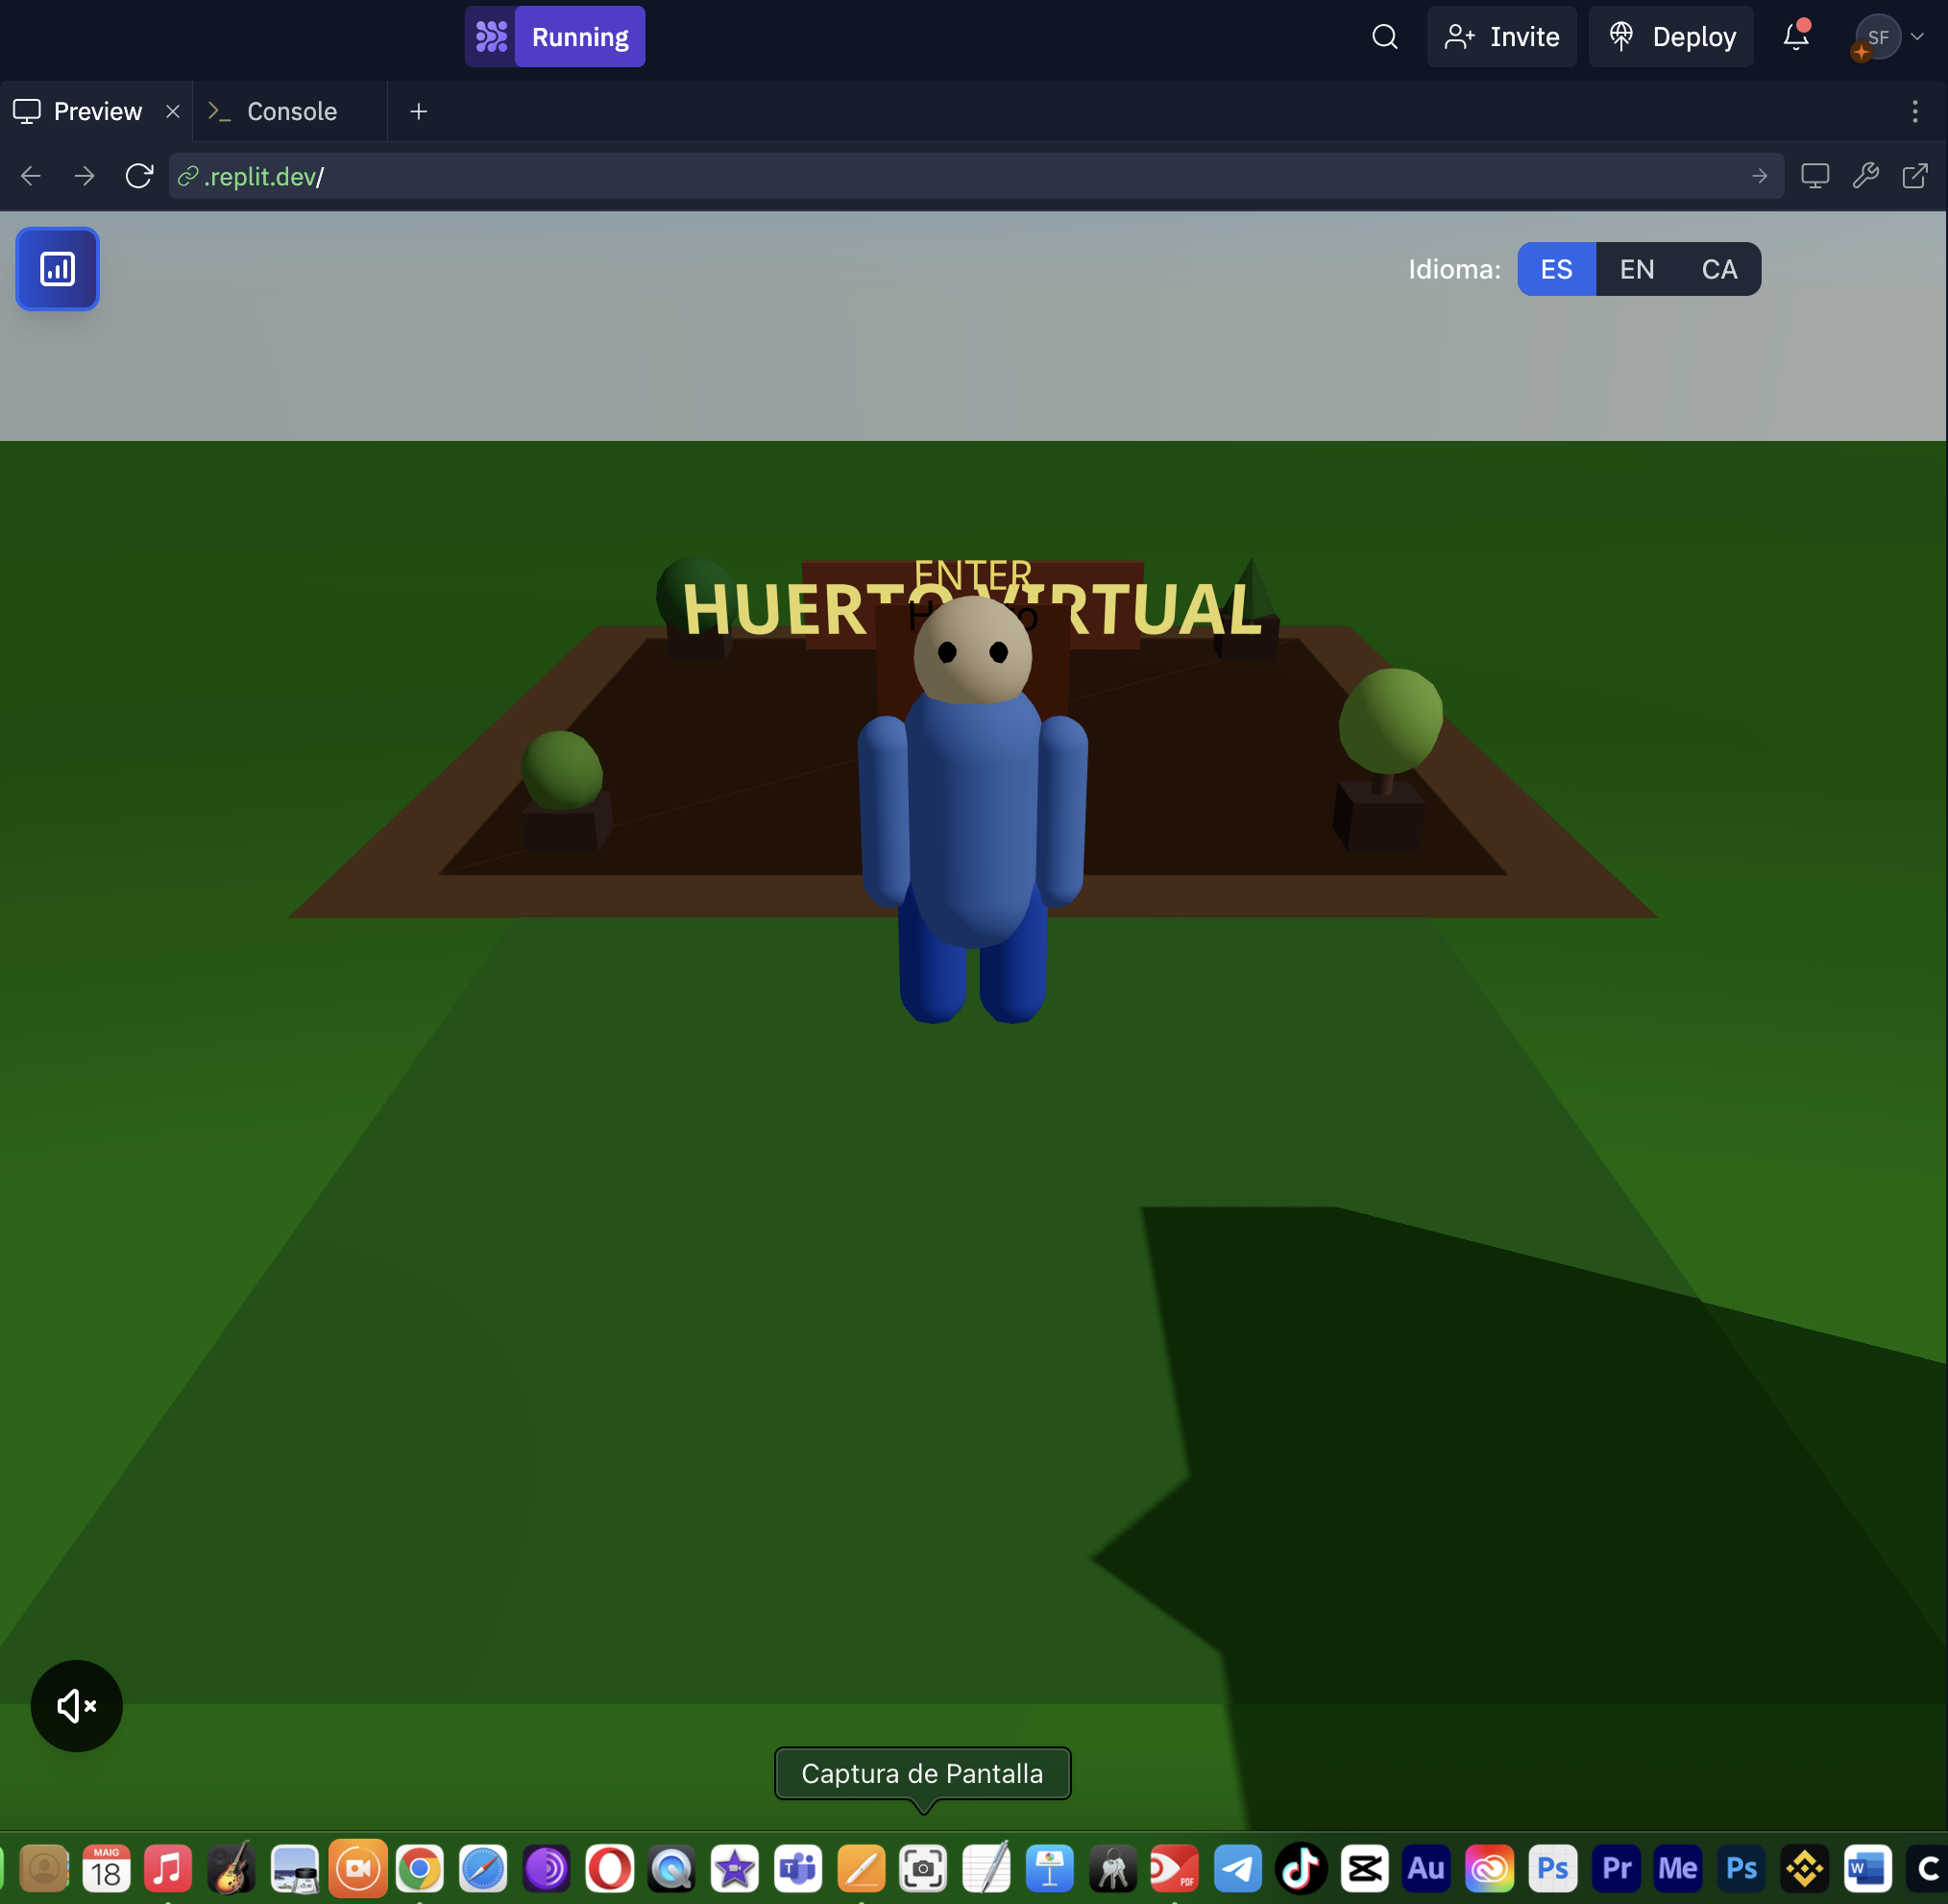 Running
Invite
Deploy
SF
Preview
Console
.replit.dev/
Idioma:
ES
EN
CA
ENTER
HUERTO VIRTUAL
Captura de Pantalla
MAIG
18
T
PDF
Au
Ps
Pr
Me
Ps
W
C